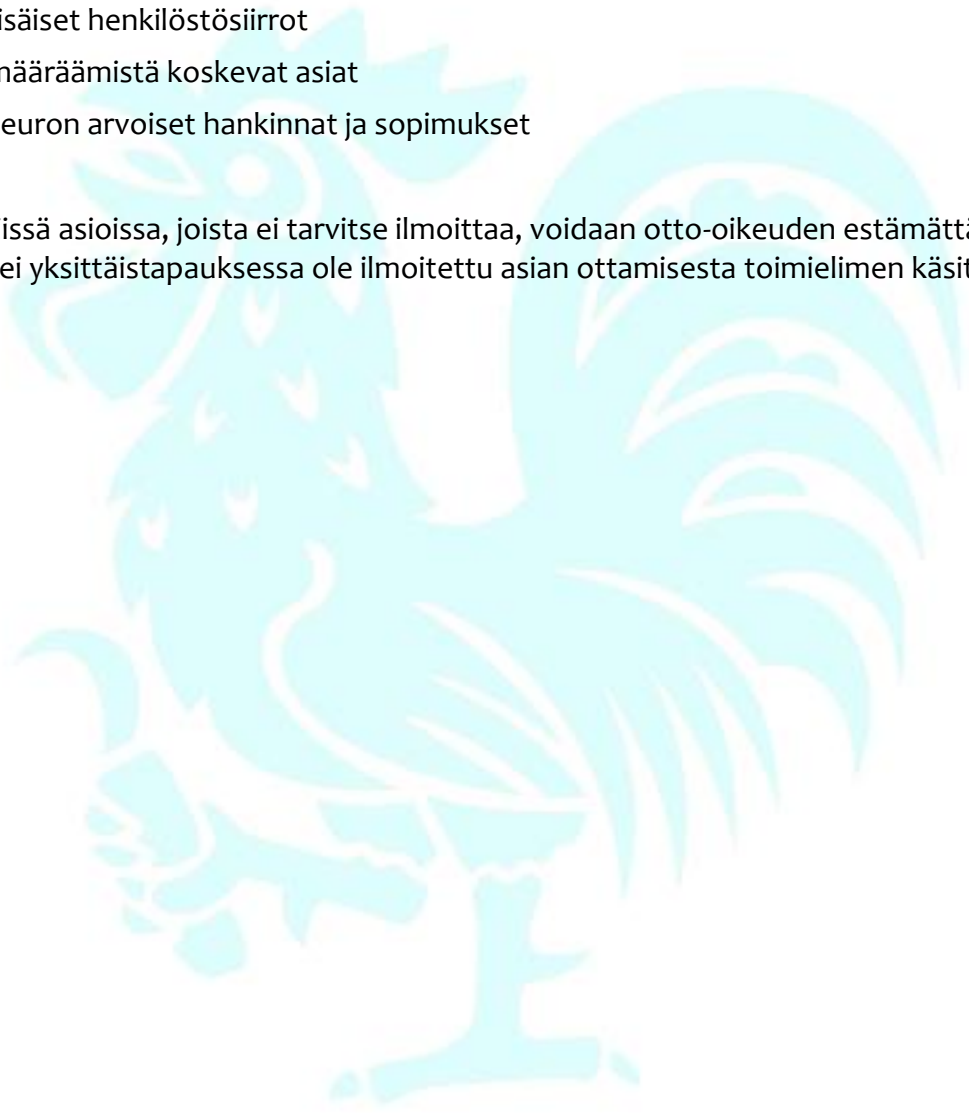 isäiset henkilöstösiirrot
määräämistä koskevat asiat
euron arvoiset hankinnat ja sopimukset
issä asioissa, joista ei tarvitse ilmoittaa, voidaan otto-oikeuden estämättä
ei yksittäistapauksessa ole ilmoitettu asian ottamisesta toimielimen käsit